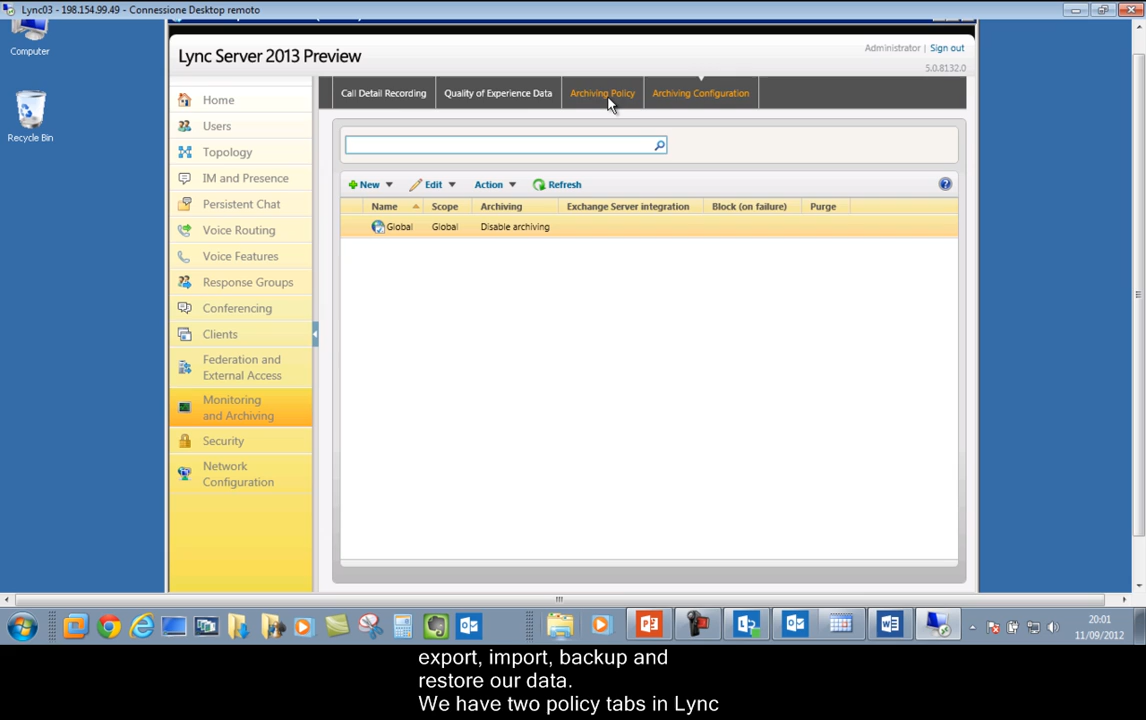 Lync03 - 198.154.99.49 - Connessione Desktop remoto
Computer
Recycle Bin
Lync Server 2013 Preview
Administrator | Sign out
5.0.8132.0
Home
Users
Topology
IM and Presence
Persistent Chat
Voice Routing
Voice Features
Response Groups
Conferencing
Clients
Federation and
External Access
Monitoring
and Archiving
Security
Network
Configuration
Call Detail Recording
Quality of Experience Data
Archiving Policy
Archiving Configuration
New
Edit
Action
Refresh
Name
Scope
Archiving
Exchange Server integration
Block (on failure)
Purge
Global
Global
Disable archiving
20:01
11/09/2012
export, import, backup and
restore our data.
We have two policy tabs in Lync